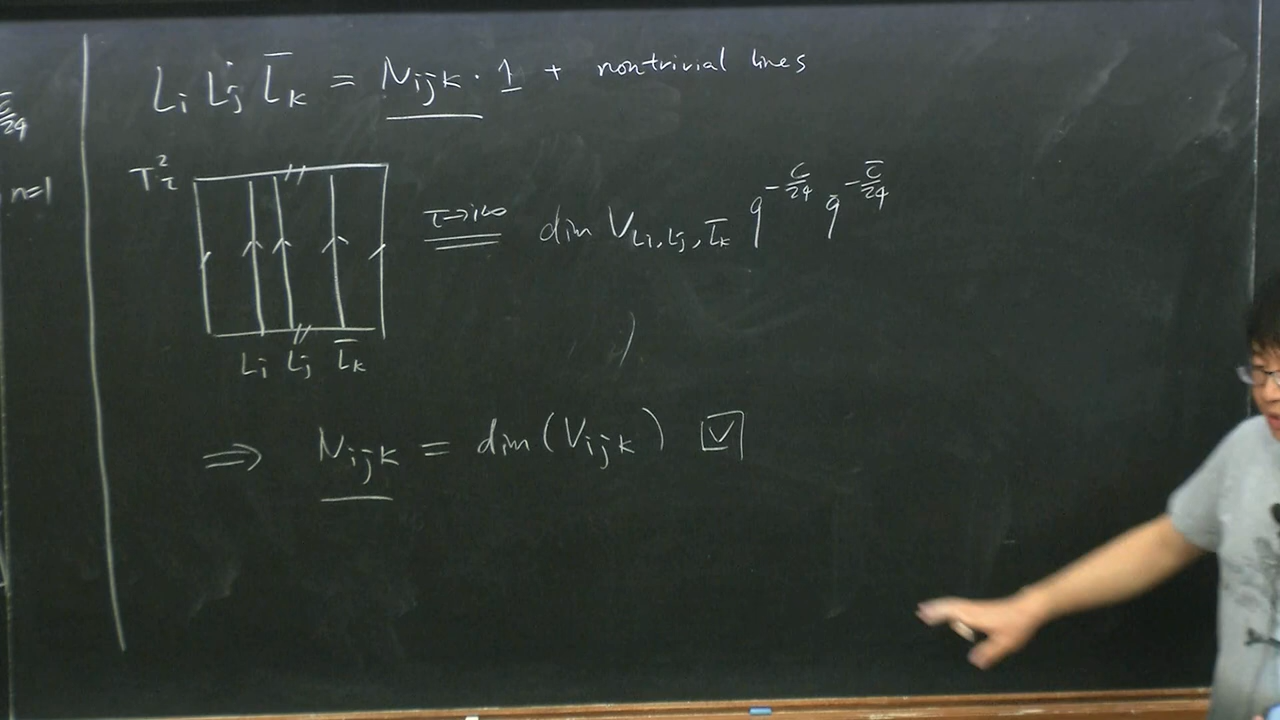 c̄/24
n=1
L_i L_j L̄_k = N_ijk · 1 + nontrivial lines
T²_τ
τ→i∞ dim V_{L_i, L_j, L̄_k} q^{-c/24} q̄^{-c̄/24}
L_i L_j L̄_k
⇒ N_ijk = dim(V_ijk) ☑